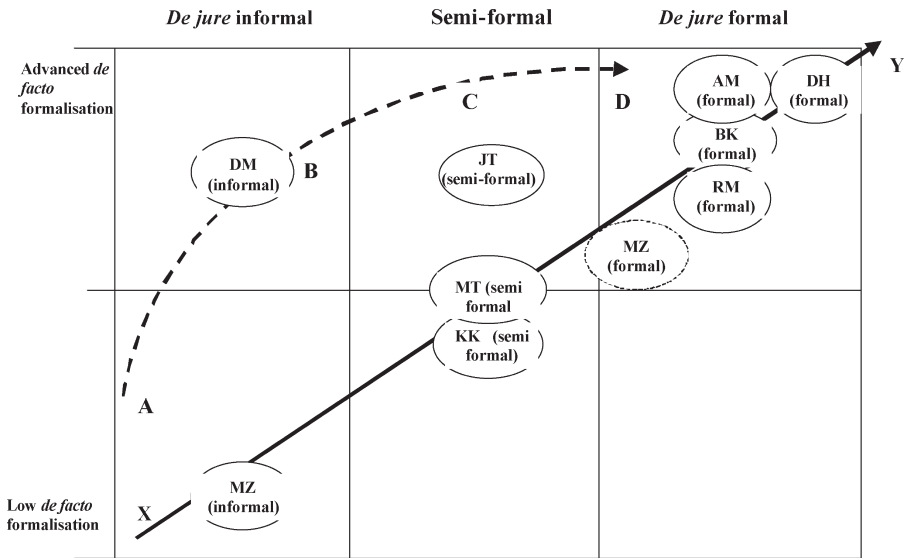 De jure informal
Semi-formal
De jure formal
Advanced de
facto
formalisation
Y
AM
(formal)
DH
(formal)
C
D
BK
(formal)
DM
(informal)
B
JT
(semi-formal)
RM
(formal)
MZ
(formal)
MT (semi
formal
KK (semi
formal)
A
MZ
(informal)
X
Low de facto
formalisation